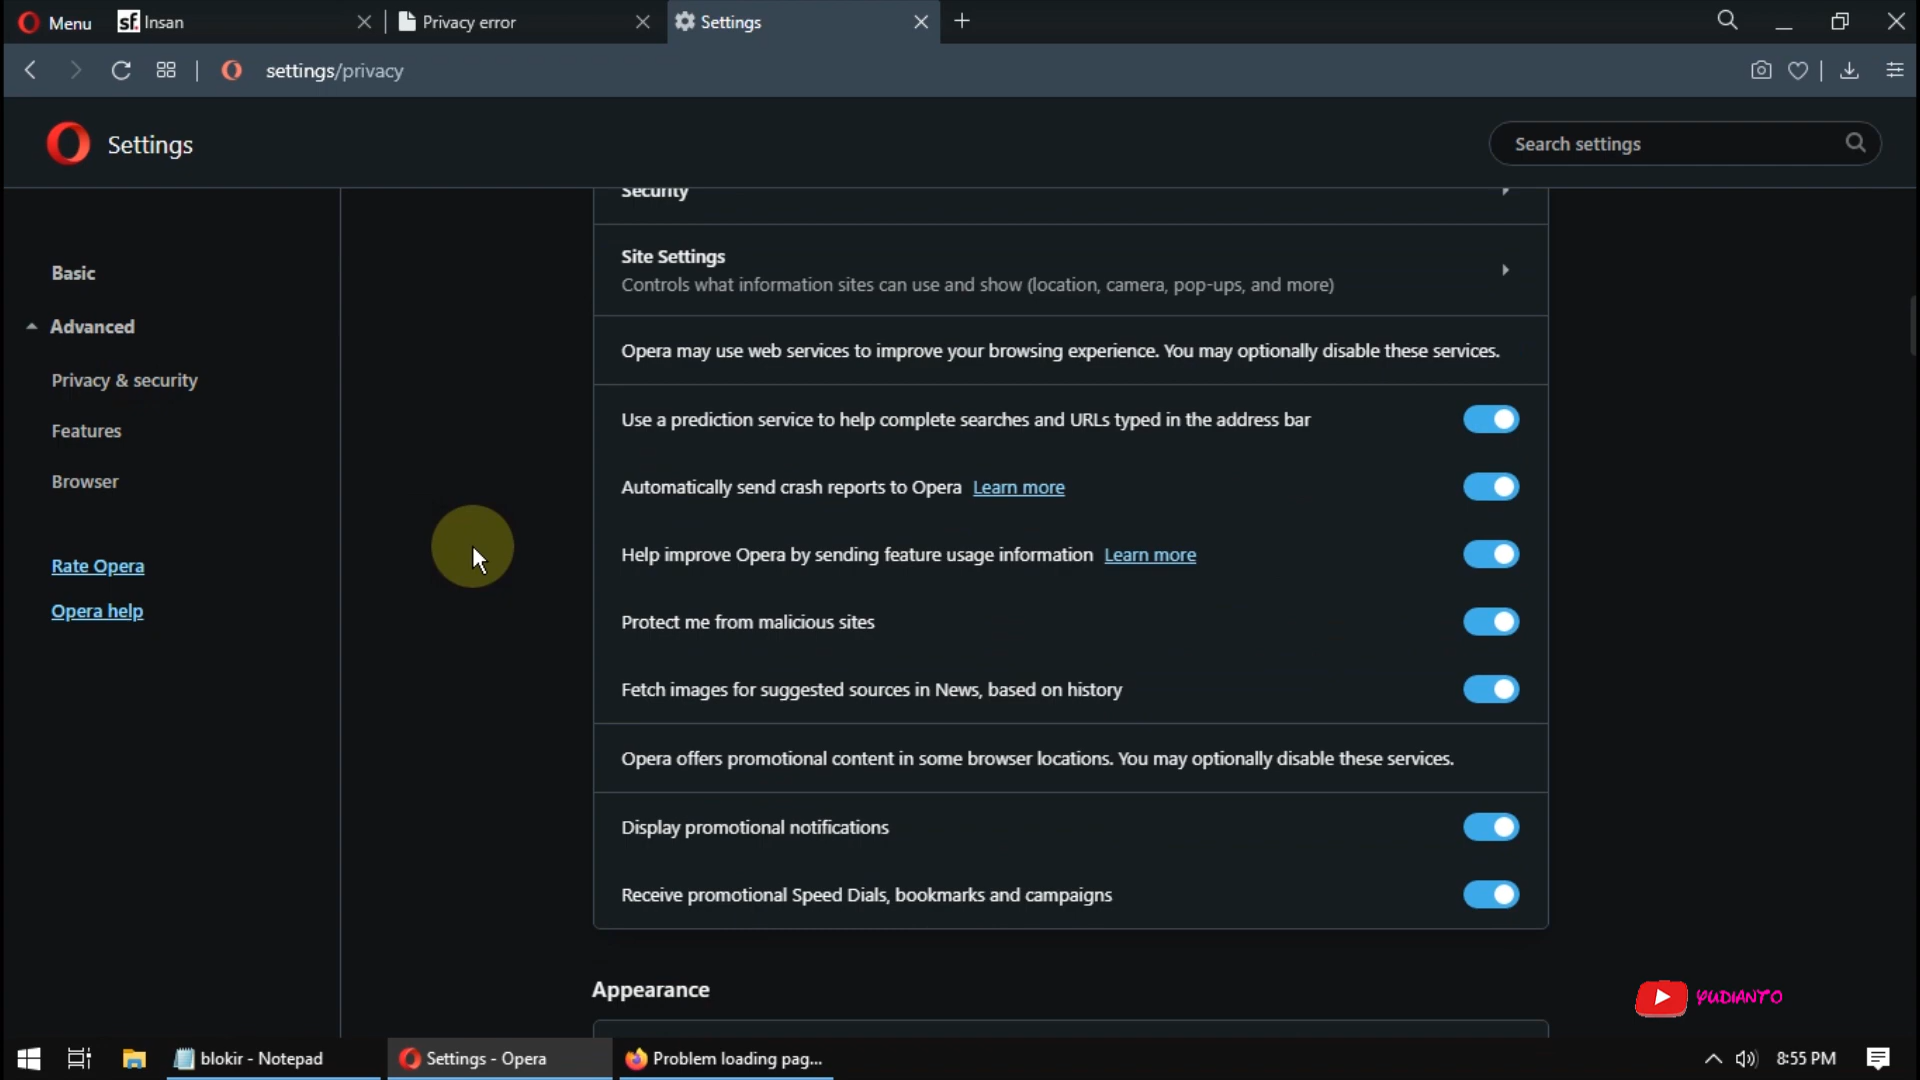 Menu
sf. Insan
Privacy error
Settings
settings/privacy
Settings
Search settings
Security
Basic
Advanced
Privacy & security
Features
Browser
Rate Opera
Opera help
Site Settings
Controls what information sites can use and show (location, camera, pop-ups, and more)
Opera may use web services to improve your browsing experience. You may optionally disable these services.
Use a prediction service to help complete searches and URLs typed in the address bar
Automatically send crash reports to Opera Learn more
Help improve Opera by sending feature usage information Learn more
Protect me from malicious sites
Fetch images for suggested sources in News, based on history
Opera offers promotional content in some browser locations. You may optionally disable these services.
Display promotional notifications
Receive promotional Speed Dials, bookmarks and campaigns
Appearance
YUDIANTO
blokir - Notepad
Settings - Opera
Problem loading pag...
8:55 PM